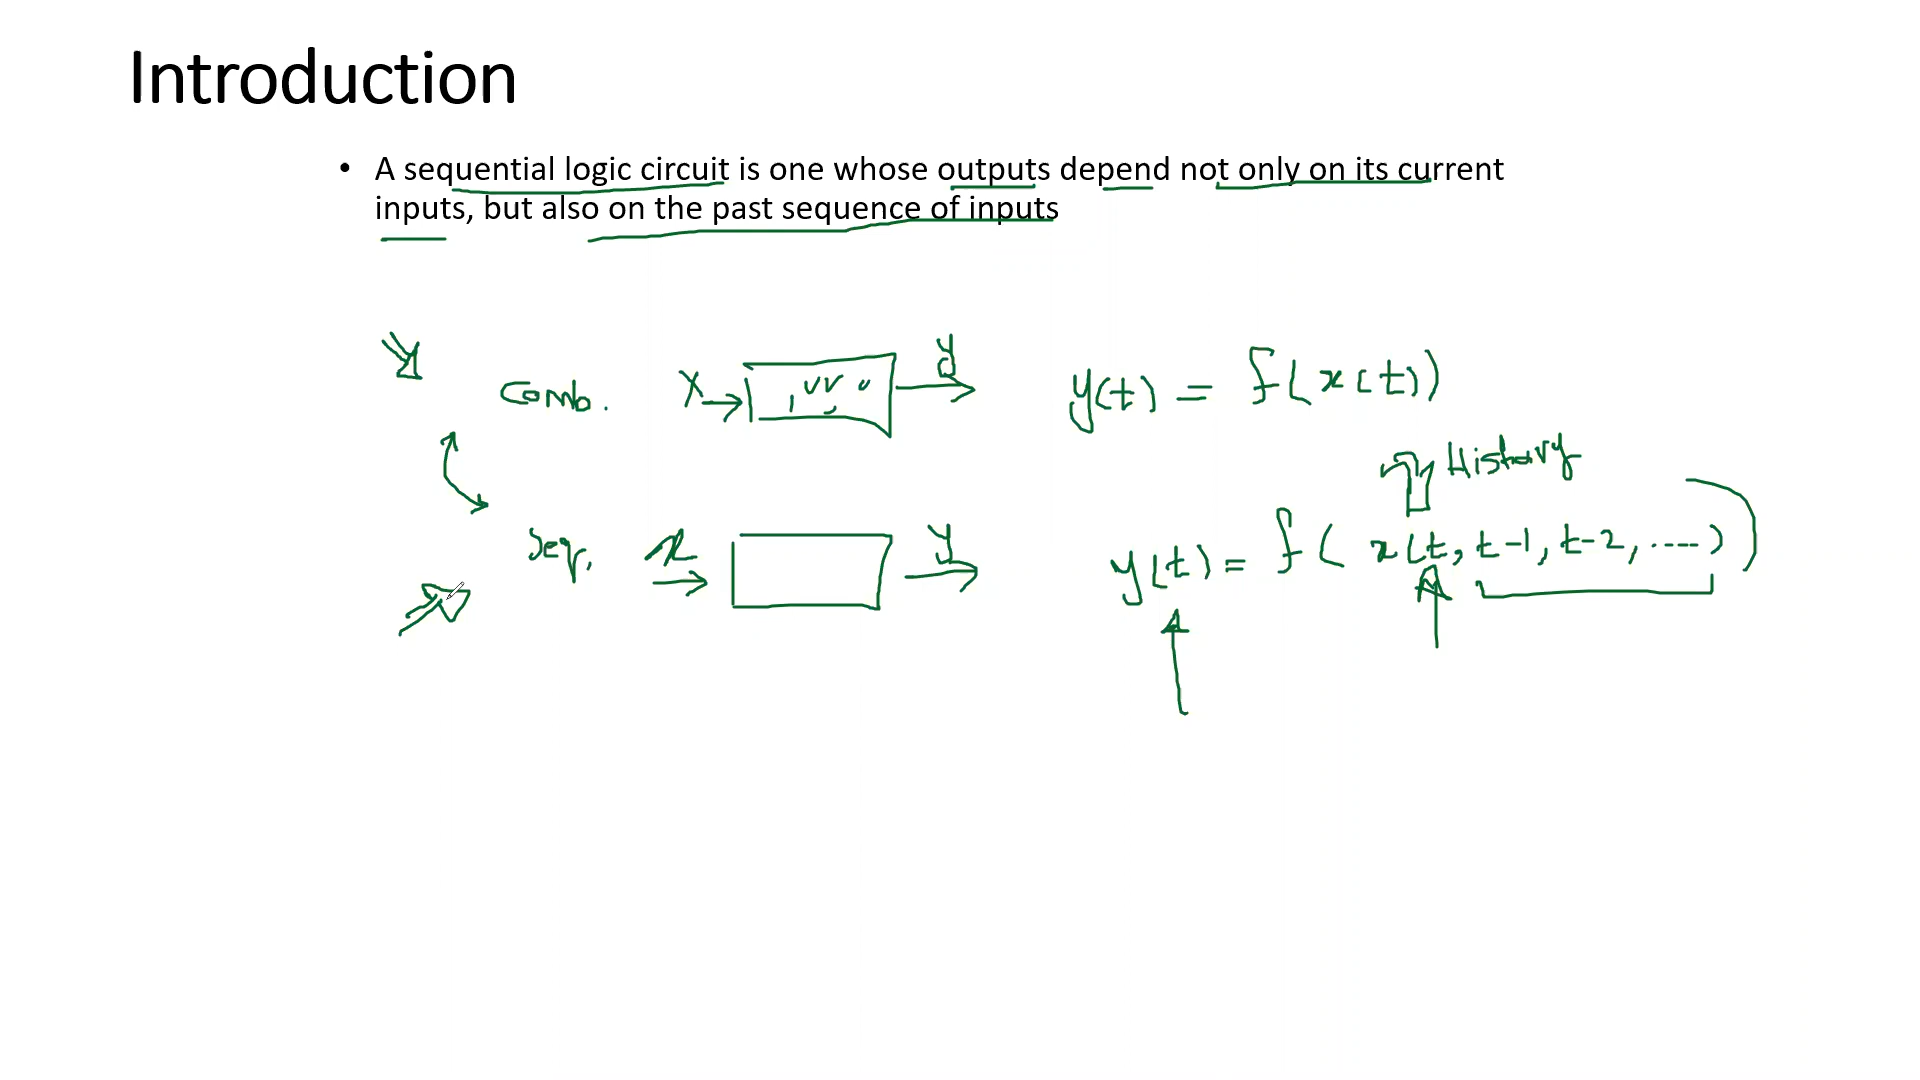 Introduction
• A sequential logic circuit is one whose outputs depend not only on its current
inputs, but also on the past sequence of inputs
Comb. X y y(t) = f(x(t))
History
Seq. x y y(t) = f( x(t, t-1, t-2, ....) )